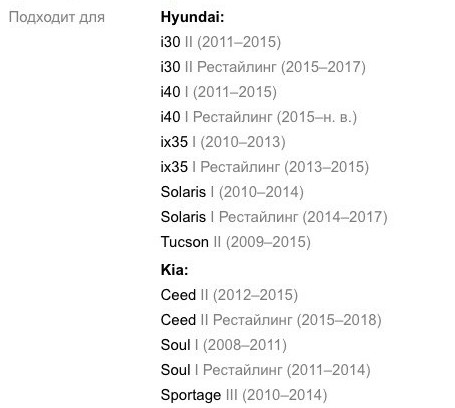 Подходит для
Hyundai:
i30 II (2011–2015)
i30 II Рестайлинг (2015–2017)
i40 I (2011–2015)
i40 I Рестайлинг (2015–н. в.)
ix35 I (2010–2013)
ix35 I Рестайлинг (2013–2015)
Solaris I (2010–2014)
Solaris I Рестайлинг (2014–2017)
Tucson II (2009–2015)
Kia:
Ceed II (2012–2015)
Ceed II Рестайлинг (2015–2018)
Soul I (2008–2011)
Soul I Рестайлинг (2011–2014)
Sportage III (2010–2014)